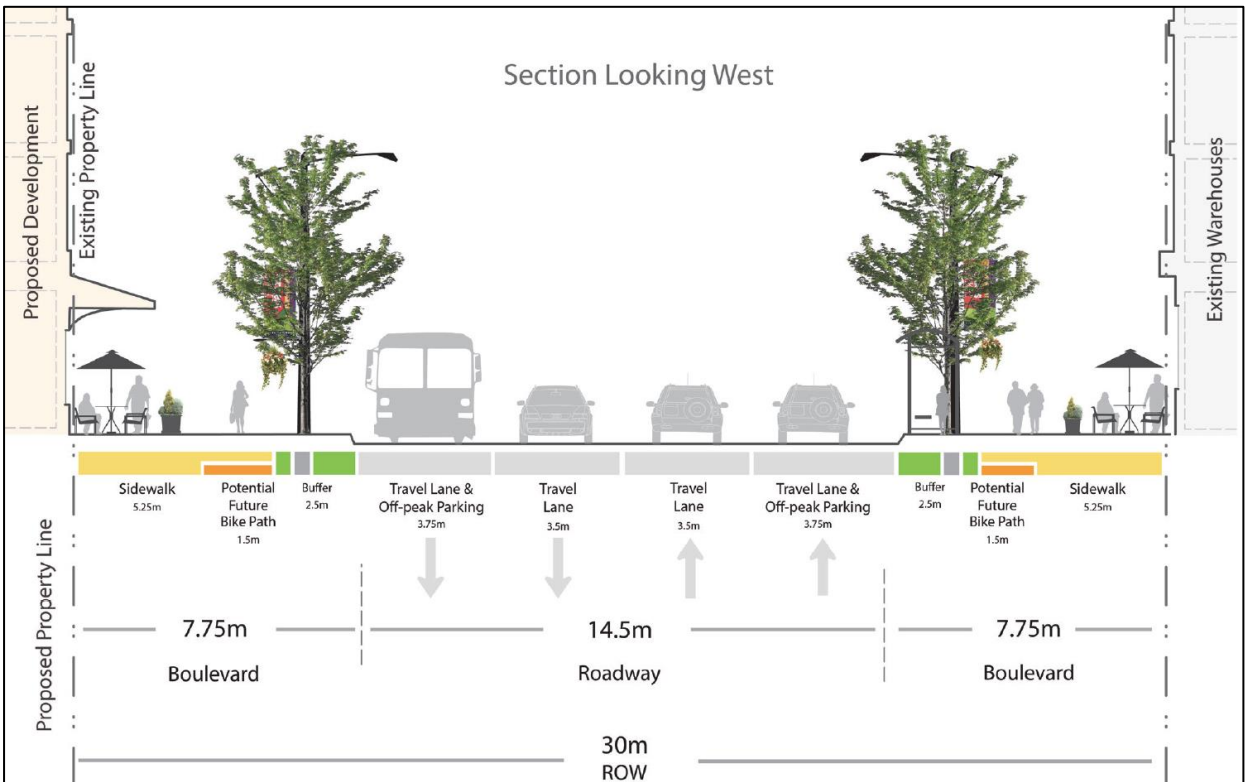 Section Looking West
Proposed Development
Existing Property Line
Existing Warehouses
Sidewalk
5.25m
Potential
Future
Bike Path
1.5m
Buffer
2.5m
Travel Lane &
Off-peak Parking
3.75m
Travel
Lane
3.5m
Travel
Lane
3.5m
Travel Lane &
Off-peak Parking
3.75m
Buffer
2.5m
Potential
Future
Bike Path
1.5m
Sidewalk
5.25m
Proposed Property Line
7.75m
Boulevard
14.5m
Roadway
7.75m
Boulevard
30m
ROW